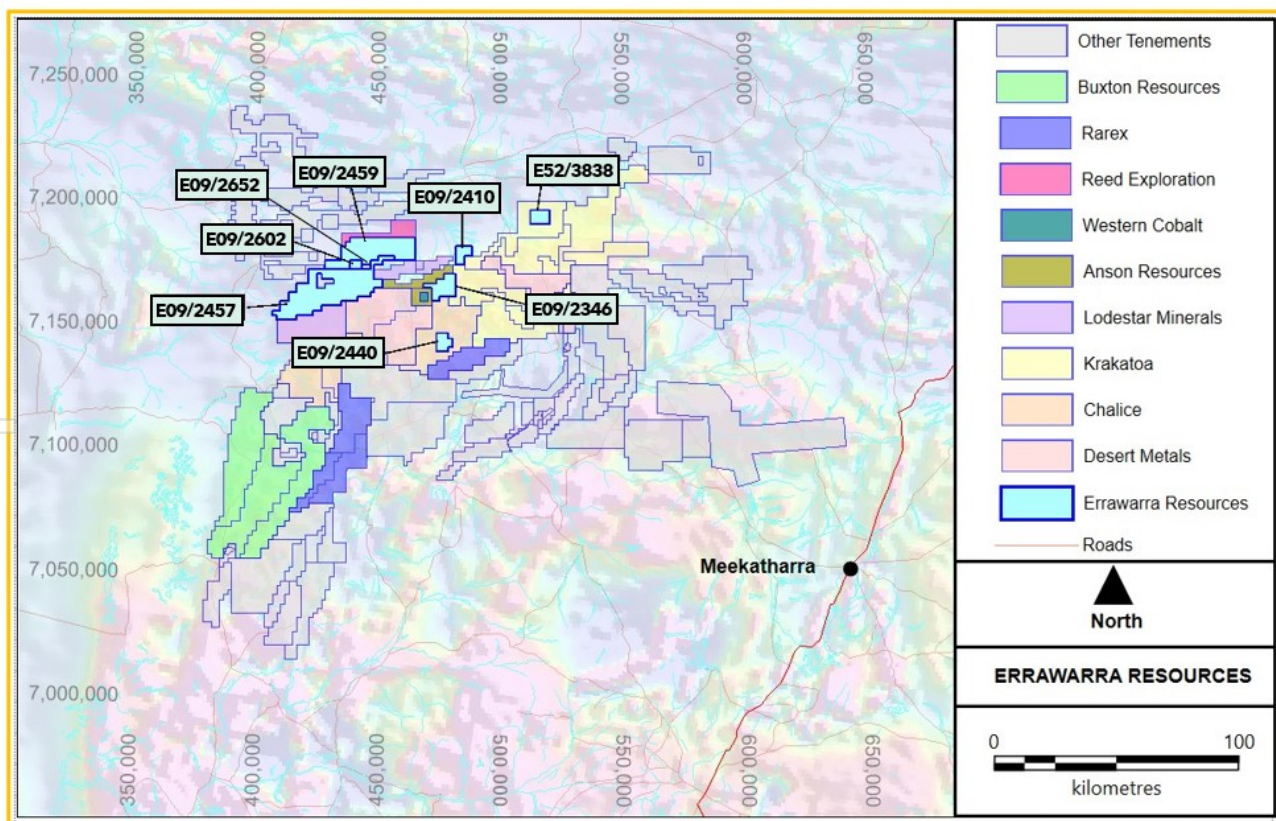 350,000
400,000
450,000
500,000
550,000
600,000
650,000
7,250,000
7,200,000
7,150,000
7,100,000
7,050,000
7,000,000
E09/2459
E52/3838
E09/2652
E09/2410
E09/2602
E09/2457
E09/2346
E09/2440
Meekatharra
350,000
400,000
450,000
500,000
550,000
600,000
650,000
Other Tenements
Buxton Resources
Rarex
Reed Exploration
Western Cobalt
Anson Resources
Lodestar Minerals
Krakatoa
Chalice
Desert Metals
Errawarra Resources
Roads
North
ERRAWARRA RESOURCES
0 100
kilometres